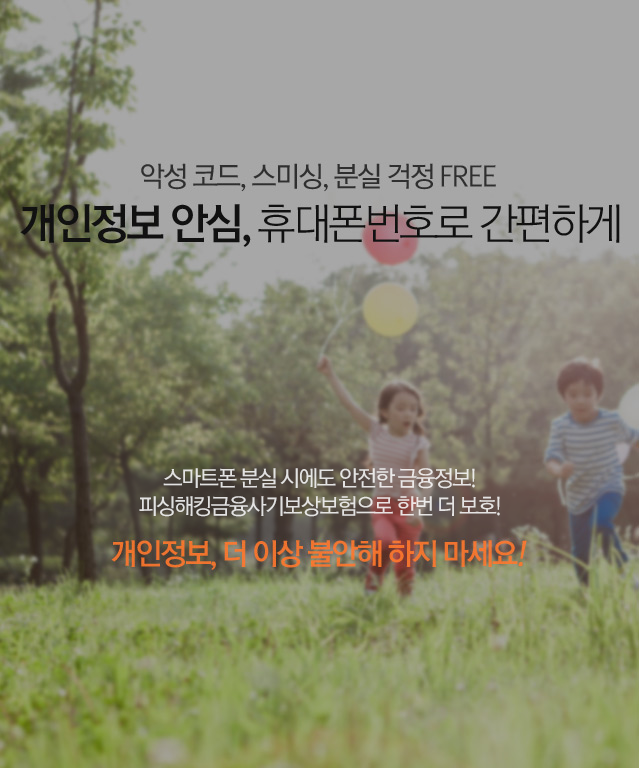 악성 코드, 스미싱, 분실 걱정 FREE
개인정보 안심, 휴대폰번호로 간편하게
스마트폰 분실 시에도 안전한 금융정보!
피싱해킹금융사기보상보험으로 한번 더 보호!
개인정보, 더 이상 불안해 하지 마세요!